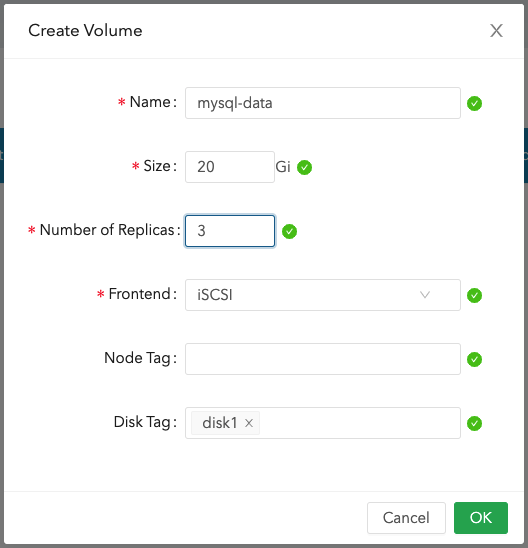 Create Volume
* Name: mysql-data
* Size: 20 Gi
* Number of Replicas: 3
* Frontend: iSCSI
Node Tag:
Disk Tag: disk1
Cancel OK